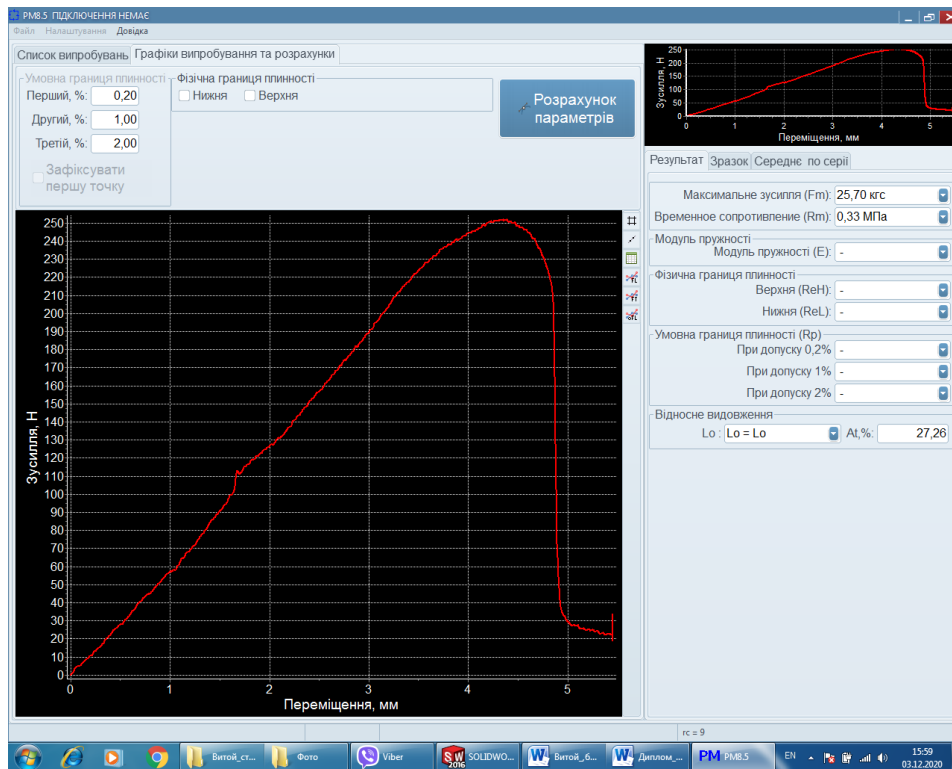 PM8.5 ПІДКЛЮЧЕННЯ НЕМАЄ
Файл Налаштування Довідка
Список випробувань Графіки випробування та розрахунки
Умовна границя плинності
Перший, %: 0,20
Другий, %: 1,00
Третій, %: 2,00
Зафіксувати
першу точку
Фізічна границя плинності
Нижня Верхня
Розрахунок
параметрів
250
240
230
220
210
200
190
180
170
160
150
140
130
120
110
100
90
80
70
60
50
40
30
20
10
0
Зусилля, Н
0 1 2 3 4 5
Переміщення, мм
250
200
150
100
50
0
Зусилля, Н
0 1 2 3 4 5
Переміщення, мм
Результат Зразок Середнє по серії
Максимальне зусилля (Fm): 25,70 кгс
Временное сопротивление (Rm): 0,33 МПа
Модуль пружності
Модуль пружності (E): -
Фізична границя плинності
Верхня (ReH): -
Нижня (ReL): -
Умовна границя плинності (Rp)
При допуску 0,2% -
При допуску 1% -
При допуску 2% -
Відносне видовження
Lo : Lo = Lo At,%: 27,26
rc = 9
Витой_ст... Фото Viber SOLIDWO... Витой_б... Диплом_... PM PM8.5 EN
SW
2016
15:59
03.12.2020